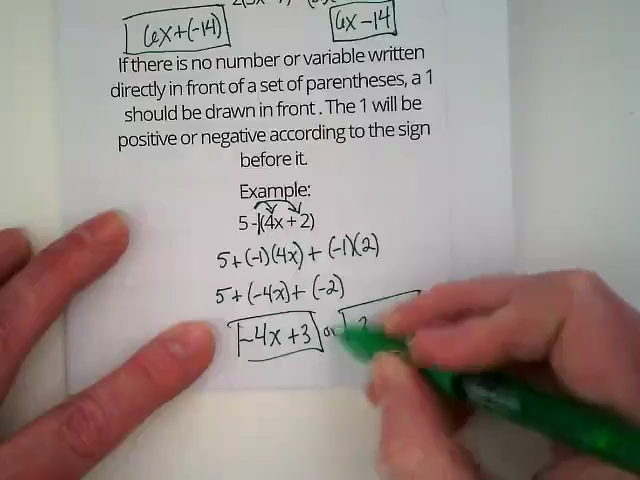 6x+(-14) 6x-14
If there is no number or variable written
directly in front of a set of parentheses, a 1
should be drawn in front . The 1 will be
positive or negative according to the sign
before it.
Example:
5-1(4x+2)
5+(-1)(4x)+(-1)(2)
5+(-4x)+(-2)
-4x+3 or 3